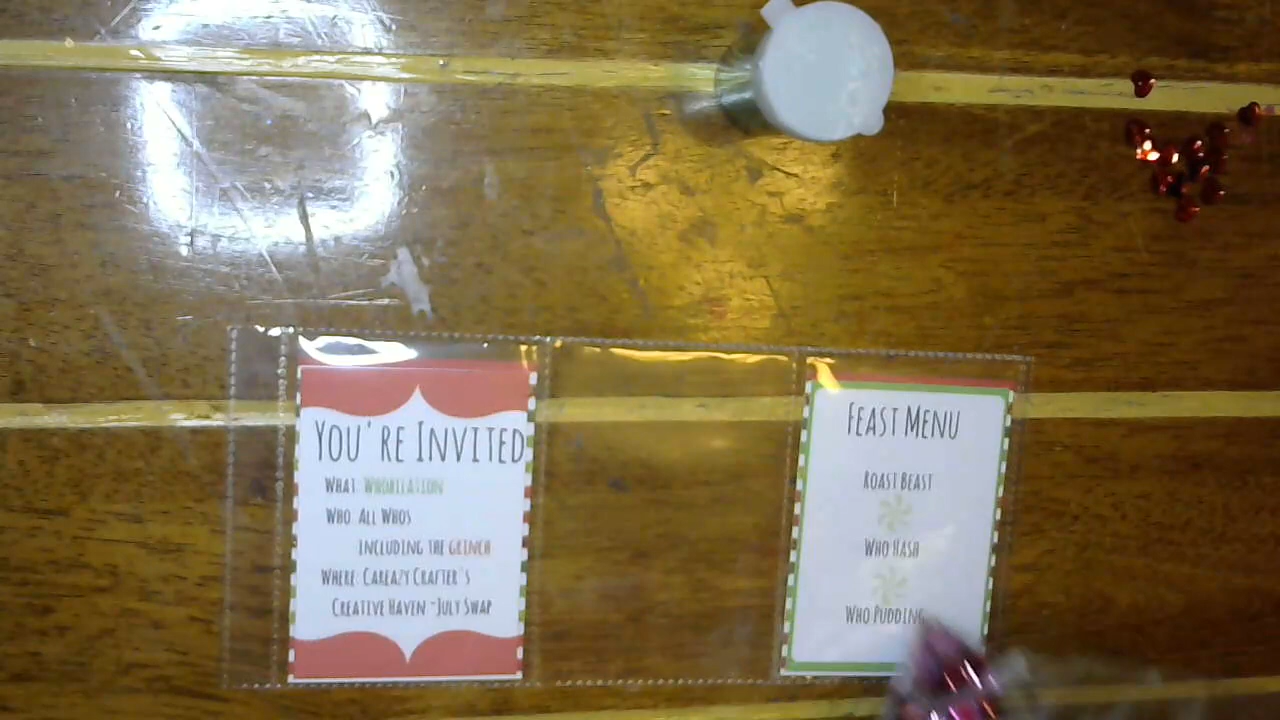 You're Invited
What: Whobilation
Who: All Whos
including the Grinch
Where: Careazy Crafter's
Creative Haven -July Swap
Feast Menu
Roast Beast
Who Hash
Who Pudding